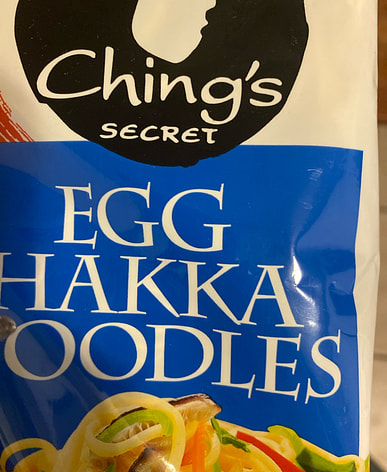 Ching's
SECRET
EGG
HAKKA
OODLES